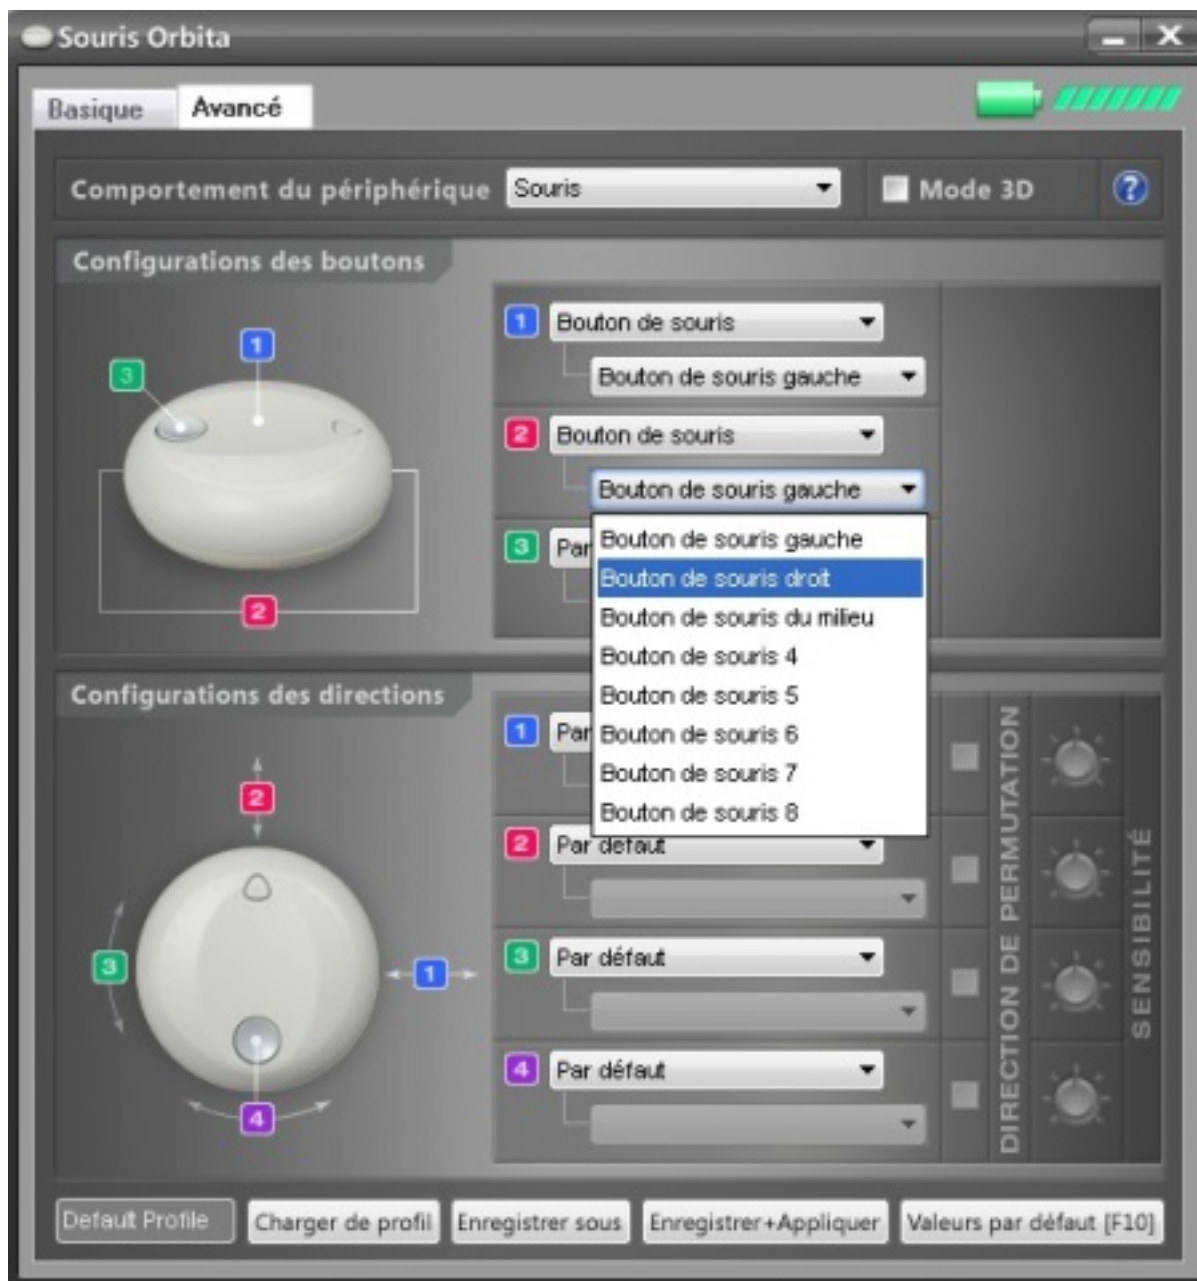 Souris Orbita
Basique Avancé
Comportement du périphérique Souris Mode 3D ?
Configurations des boutons
1 Bouton de souris
Bouton de souris gauche
2 Bouton de souris
Bouton de souris gauche
3 Par
Bouton de souris gauche
Bouton de souris droit
Bouton de souris du milieu
Bouton de souris 4
Bouton de souris 5
Bouton de souris 6
Bouton de souris 7
Bouton de souris 8
1
3
2
Configurations des directions
1 Par
2 Par défaut
3 Par défaut
4 Par défaut
2
3
1
4
DIRECTION DE PERMUTATION
SENSIBILITÉ
Default Profile Charger de profil Enregistrer sous Enregistrer+Appliquer Valeurs par défaut [F10]